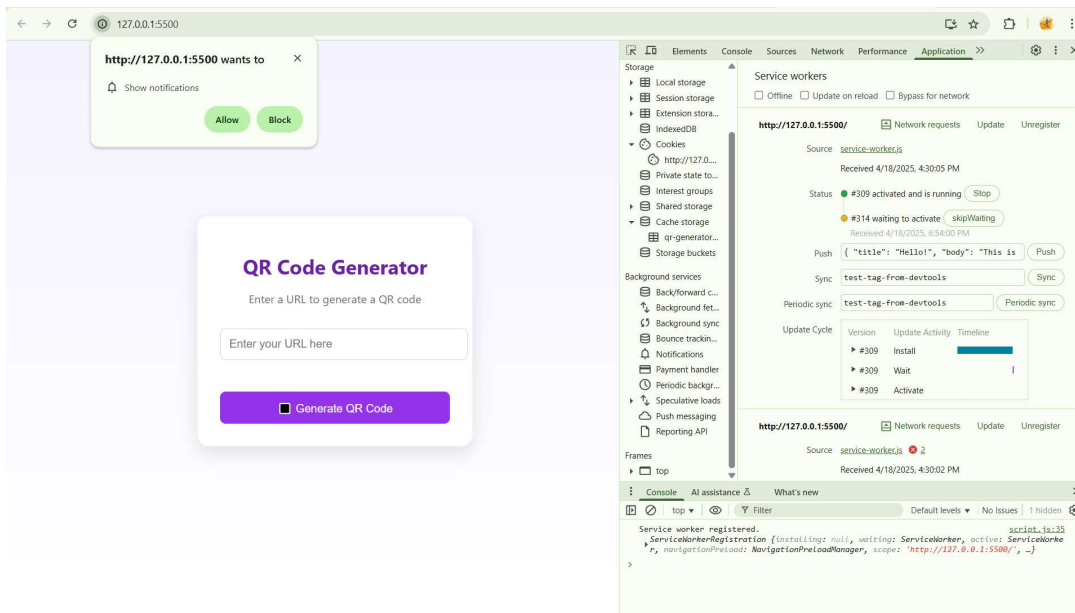 127.0.0.1:5500
http://127.0.0.1:5500 wants to
Show notifications
Allow
Block
QR Code Generator
Enter a URL to generate a QR code
Enter your URL here
Generate QR Code
Elements Console Sources Network Performance Application
Storage
Local storage
Session storage
Extension stora...
IndexedDB
Cookies
http://127.0....
Private state to...
Interest groups
Shared storage
Cache storage
qr-generator...
Storage buckets
Background services
Back/forward c...
Background fet...
Background sync
Bounce trackin...
Notifications
Payment handler
Periodic backgr...
Speculative loads
Push messaging
Reporting API
Frames
top
Service workers
Offline Update on reload Bypass for network
http://127.0.0.1:5500/ Network requests Update Unregister
Source service-worker.js
Received 4/18/2025, 4:30:05 PM
Status #309 activated and is running Stop
#314 waiting to activate skipWaiting
Received 4/18/2025, 6:54:00 PM
Push { "title": "Hello!", "body": "This is Push
Sync test-tag-from-devtools Sync
Periodic sync test-tag-from-devtools Periodic sync
Update Cycle Version Update Activity Timeline
#309 Install
#309 Wait
#309 Activate
http://127.0.0.1:5500/ Network requests Update Unregister
Source service-worker.js 2
Received 4/18/2025, 4:30:02 PM
Console AI assistance What's new
top Filter Default levels No Issues 1 hidden
Service worker registered. script.js:35
ServiceWorkerRegistration {installing: null, waiting: ServiceWorker, active: ServiceWorke
r, navigationPreload: NavigationPreloadManager, scope: 'http://127.0.0.1:5500/', …}